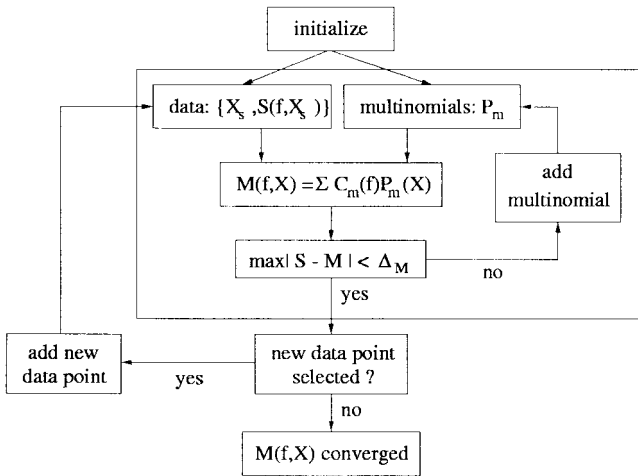 initialize
data: {X_s ,S(f,X_s)}
multinomials: P_m
M(f,X) = Σ C_m(f)P_m(X)
add
multinomial
max| S - M | < Δ_M
no
yes
add new
data point
yes
new data point
selected ?
no
M(f,X) converged